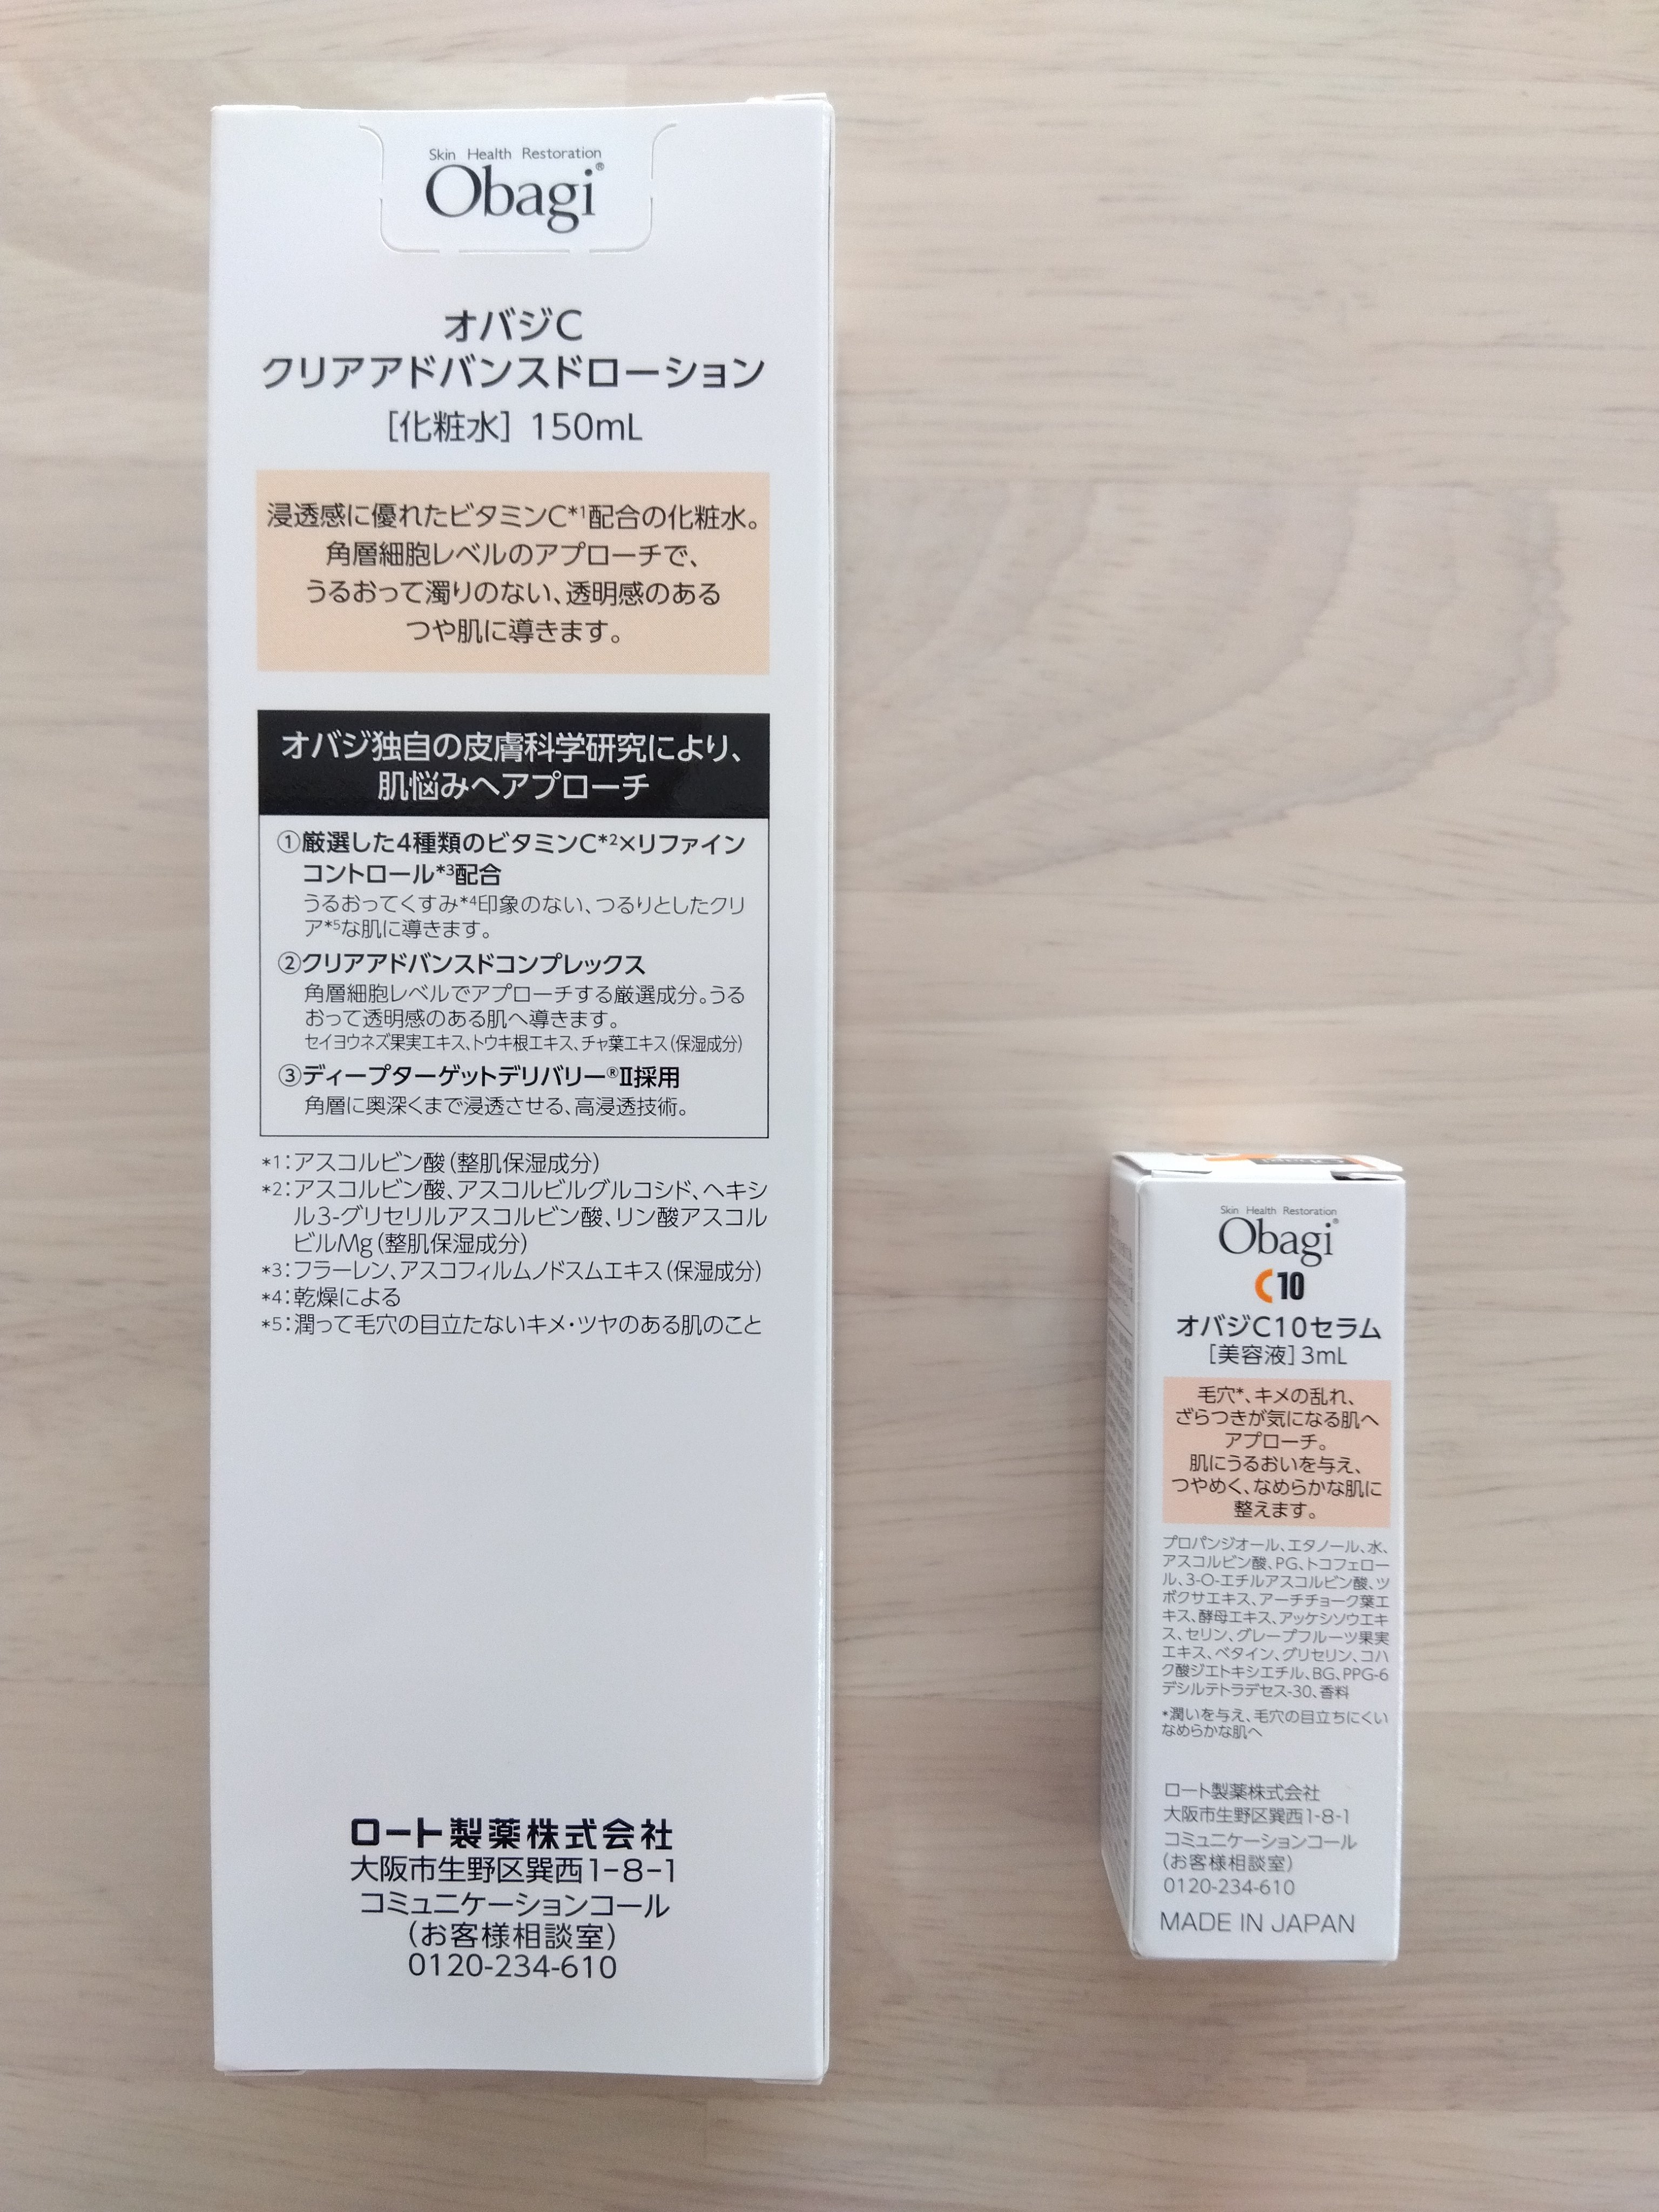 Skin Health Restoration
Obagi®
オバジC
クリアアドバンスドローション
[化粧水] 150mL
浸透感に優れたビタミンC*1配合の化粧水。
角層細胞レベルのアプローチで、
うるおって濁りのない、透明感のある
つや肌に導きます。
オバジ独自の皮膚科学研究により、
肌悩みへアプローチ
①厳選した4種類のビタミンC*2×リファイン
コントロール*3配合
うるおってくすみ*4印象のない、つるりとしたクリ
ア*5な肌に導きます。
②クリアアドバンスドコンプレックス
角層細胞レベルでアプローチする厳選成分。うる
おって透明感のある肌へ導きます。
セイヨウネズ果実エキス、トウキ根エキス、チャ葉エキス(保湿成分)
③ディープターゲットデリバリー®Ⅱ採用
角層に奥深くまで浸透させる、高浸透技術。
*1:アスコルビン酸(整肌保湿成分)
*2:アスコルビン酸、アスコルビルグルコシド、ヘキシ
ル3-グリセリルアスコルビン酸、リン酸アスコル
ビルMg(整肌保湿成分)
*3:フラーレン、アスコフィルムノドスムエキス(保湿成分)
*4:乾燥による
*5:潤って毛穴の目立たないキメ・ツヤのある肌のこと
ロート製薬株式会社
大阪市生野区巽西1-8-1
コミュニケーションコール
(お客様相談室)
0120-234-610
Skin Health Restoration
Obagi®
C10
オバジC10セラム
[美容液] 3mL
毛穴*、キメの乱れ、
ざらつきが気になる肌へ
アプローチ。
肌にうるおいを与え、
つやめく、なめらかな肌に
整えます。
プロパンジオール、エタノール、水、
アスコルビン酸、PG、トコフェロー
ル、3-O-エチルアスコルビン酸、ツ
ボクサエキス、アーチチョーク葉エ
キス、酵母エキス、アッケシソウエキ
ス、セリン、グレープフルーツ果実
エキス、ベタイン、グリセリン、コハ
ク酸ジエトキシエチル、BG、PPG-6
デシルテトラデセス-30、香料
*潤いを与え、毛穴の目立ちにくい
なめらかな肌へ
ロート製薬株式会社
大阪市生野区巽西1-8-1
コミュニケーションコール
(お客様相談室)
0120-234-610
MADE IN JAPAN